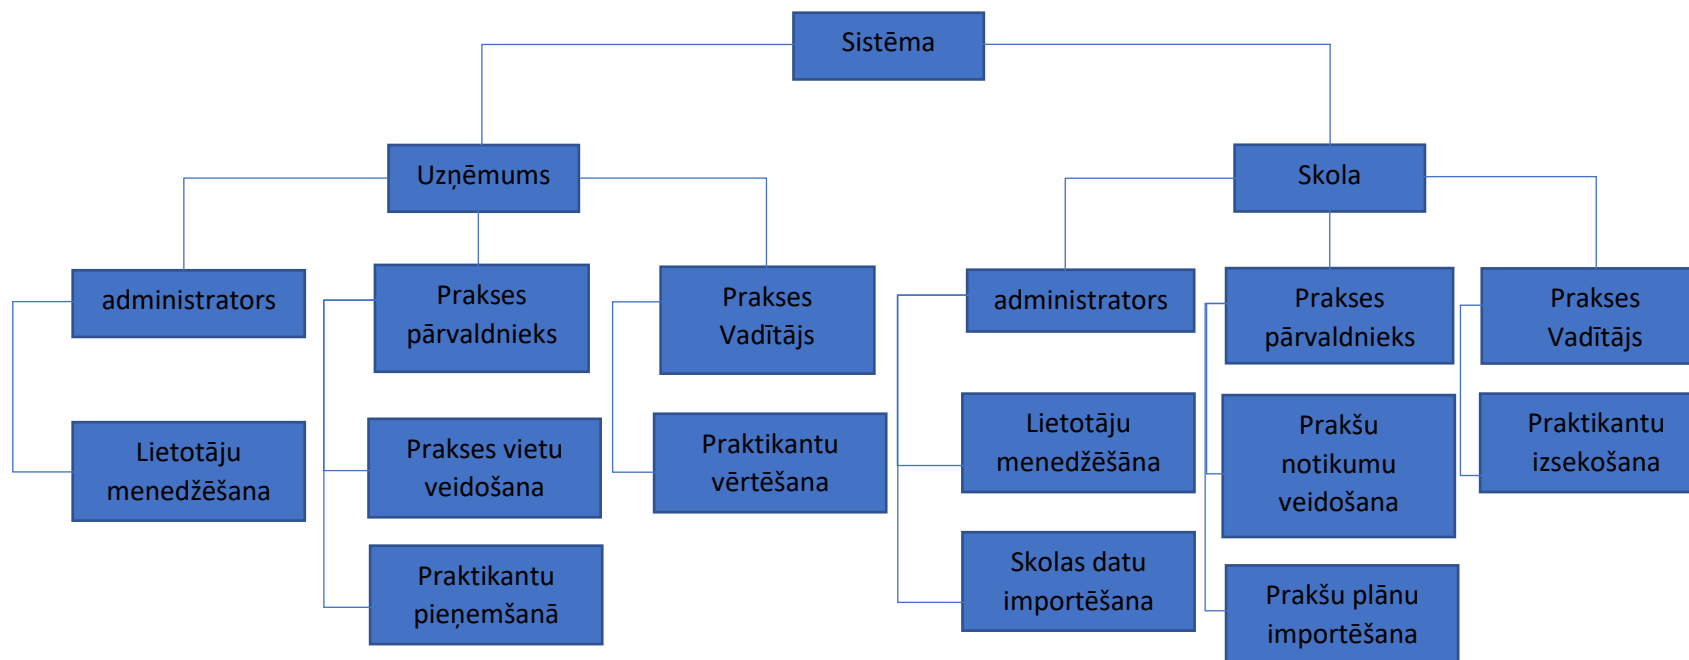 Sistēma
Uzņēmums
Skola
administrators
Prakses
pārvaldnieks
Prakses
Vadītājs
administrators
Prakses
pārvaldnieks
Prakses
Vadītājs
Lietotāju
menedžēšana
Prakses vietu
veidošana
Praktikantu
vērtēšana
Lietotāju
menedžēšāna
Prakšu
notikumu
veidošana
Praktikantu
izsekošana
Praktikantu
pieņemšanā
Skolas datu
importēšana
Prakšu plānu
importēšana